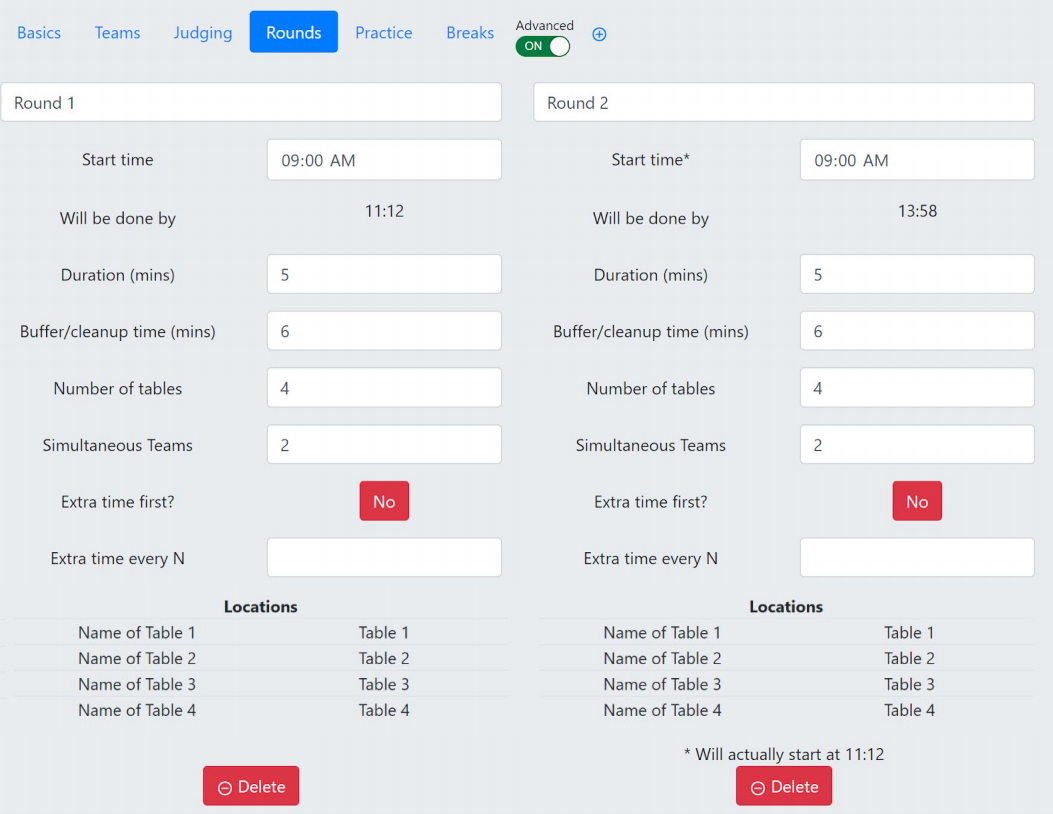 Basics Teams Judging Rounds Practice Breaks Advanced
ON
Round 1
Start time 09:00 AM
Will be done by 11:12
Duration (mins) 5
Buffer/cleanup time (mins) 6
Number of tables 4
Simultaneous Teams 2
Extra time first? No
Extra time every N
Locations
Name of Table 1 Table 1
Name of Table 2 Table 2
Name of Table 3 Table 3
Name of Table 4 Table 4
Delete
Round 2
Start time* 09:00 AM
Will be done by 13:58
Duration (mins) 5
Buffer/cleanup time (mins) 6
Number of tables 4
Simultaneous Teams 2
Extra time first? No
Extra time every N
Locations
Name of Table 1 Table 1
Name of Table 2 Table 2
Name of Table 3 Table 3
Name of Table 4 Table 4
* Will actually start at 11:12
Delete